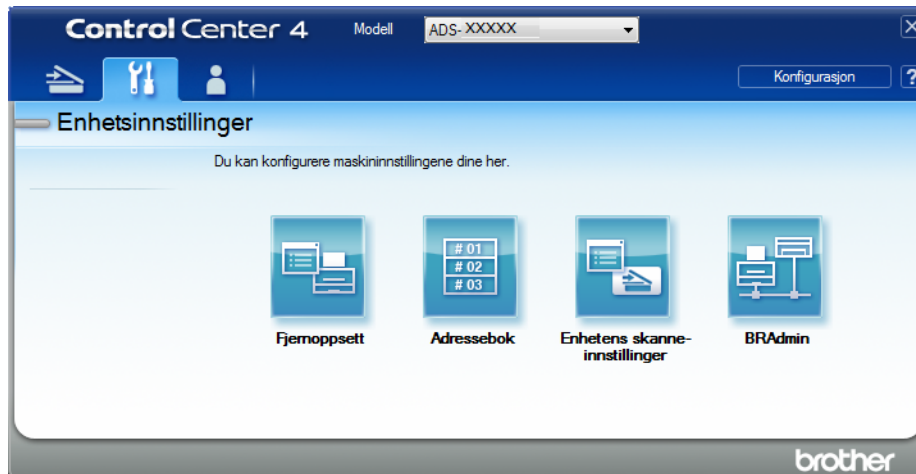 Control Center 4
Modell
ADS- XXXXX
Konfigurasjon
?
Enhetsinnstillinger
Du kan konfigurere maskininnstillingene dine her.
# 01
# 02
# 03
Fjernoppsett
Adressebok
Enhetens skanne-
innstillinger
BRAdmin
brother